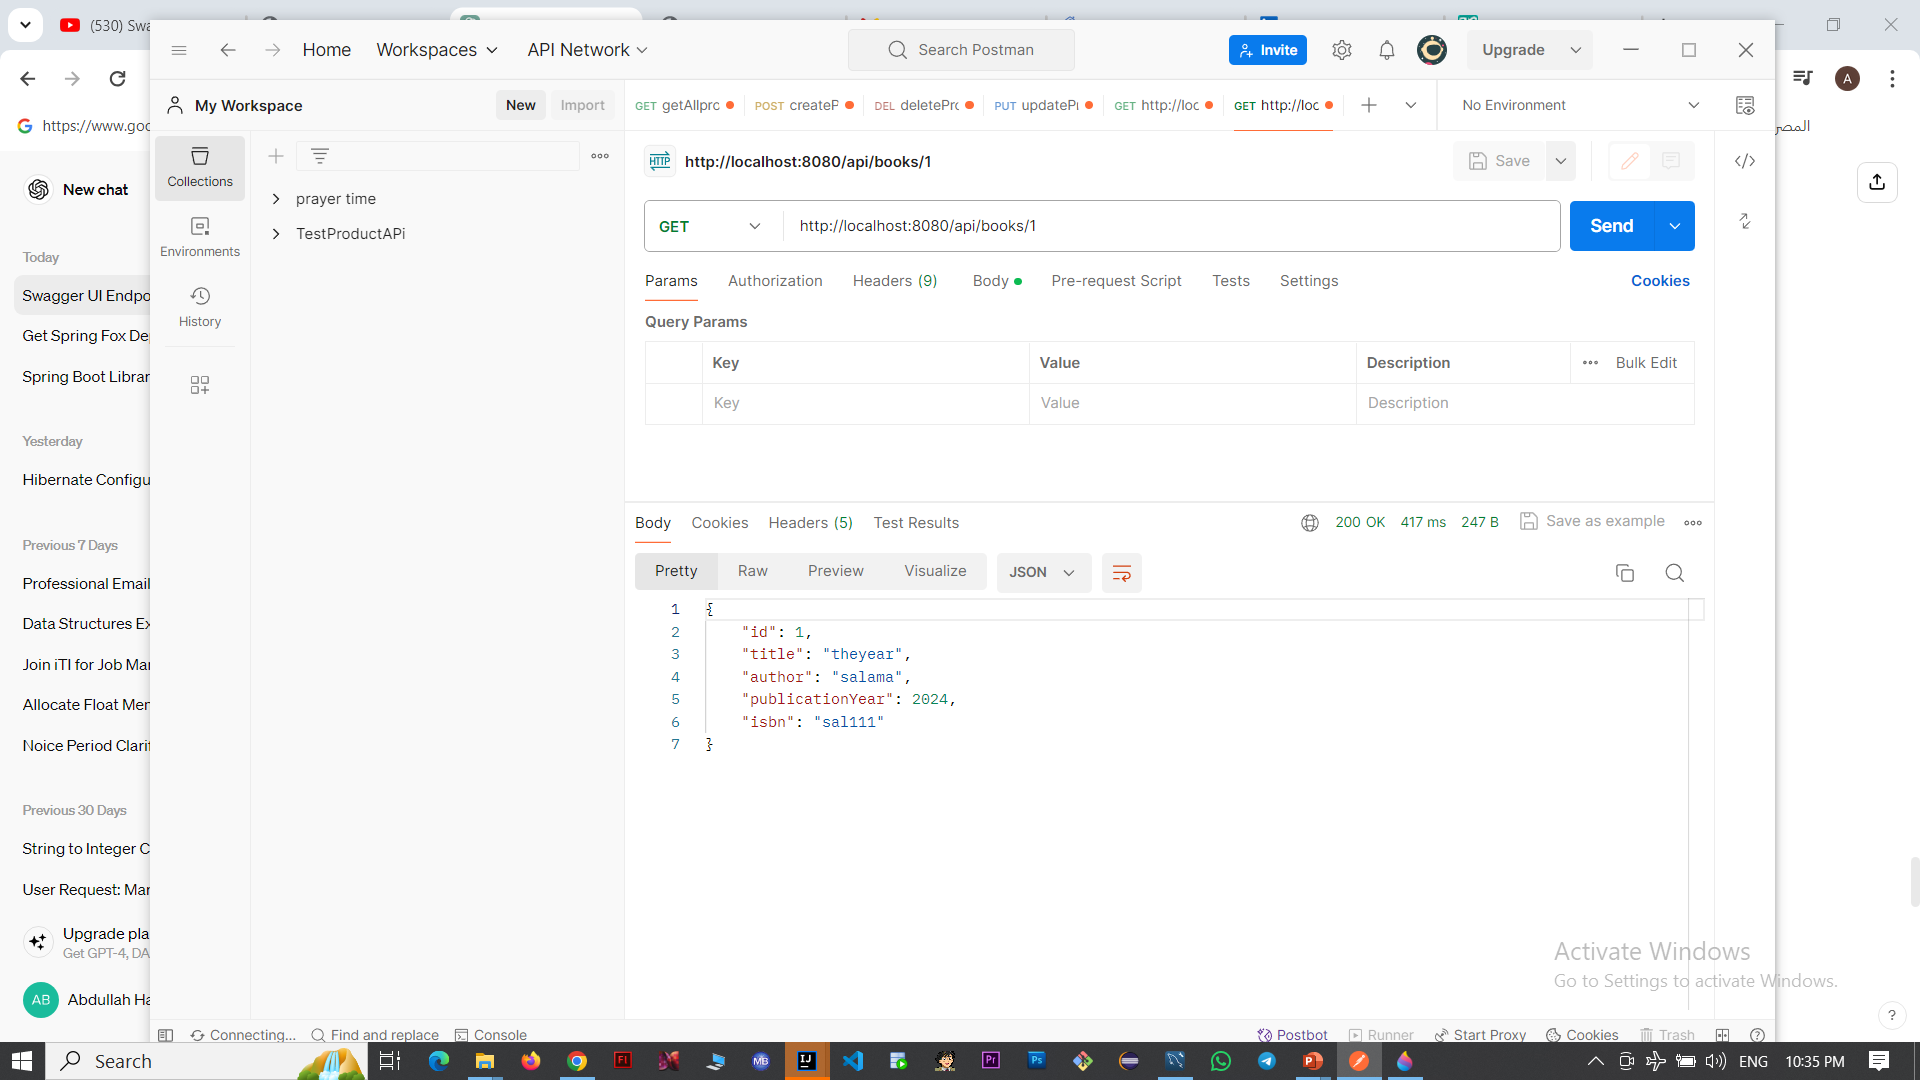 (530) Swa
Home
Workspaces
API Network
Search Postman
Invite
Upgrade
A
https://www.goo
My Workspace
New
Import
GET getAllpro
POST createP
DEL deletePro
PUT updatePr
GET http://loc
GET http://loc
No Environment
المصر
New chat
Collections
HTTP http://localhost:8080/api/books/1
Save
</>
prayer time
GET
http://localhost:8080/api/books/1
Send
TestProductAPi
Environments
Today
Swagger UI Endpo
Params
Authorization
Headers (9)
Body
Pre-request Script
Tests
Settings
Cookies
History
Query Params
Get Spring Fox De
Key
Value
Description
Bulk Edit
Spring Boot Librar
Key
Value
Description
Yesterday
Hibernate Configu
Body
Cookies
Headers (5)
Test Results
200 OK
417 ms
247 B
Save as example
Previous 7 Days
Pretty
Raw
Preview
Visualize
JSON
Professional Email
1 {
2 "id": 1,
3 "title": "theyear",
4 "author": "salama",
5 "publicationYear": 2024,
6 "isbn": "sal111"
7 }
Data Structures Ex
Join iTI for Job Mar
Allocate Float Mem
Noice Period Clarif
Previous 30 Days
String to Integer C
User Request: Mar
Upgrade pla
Get GPT-4, DA
AB
Abdullah Ha
Activate Windows
Go to Settings to activate Windows.
?
Connecting...
Find and replace
Console
Postbot
Runner
Start Proxy
Cookies
Trash
Search
ENG
10:35 PM